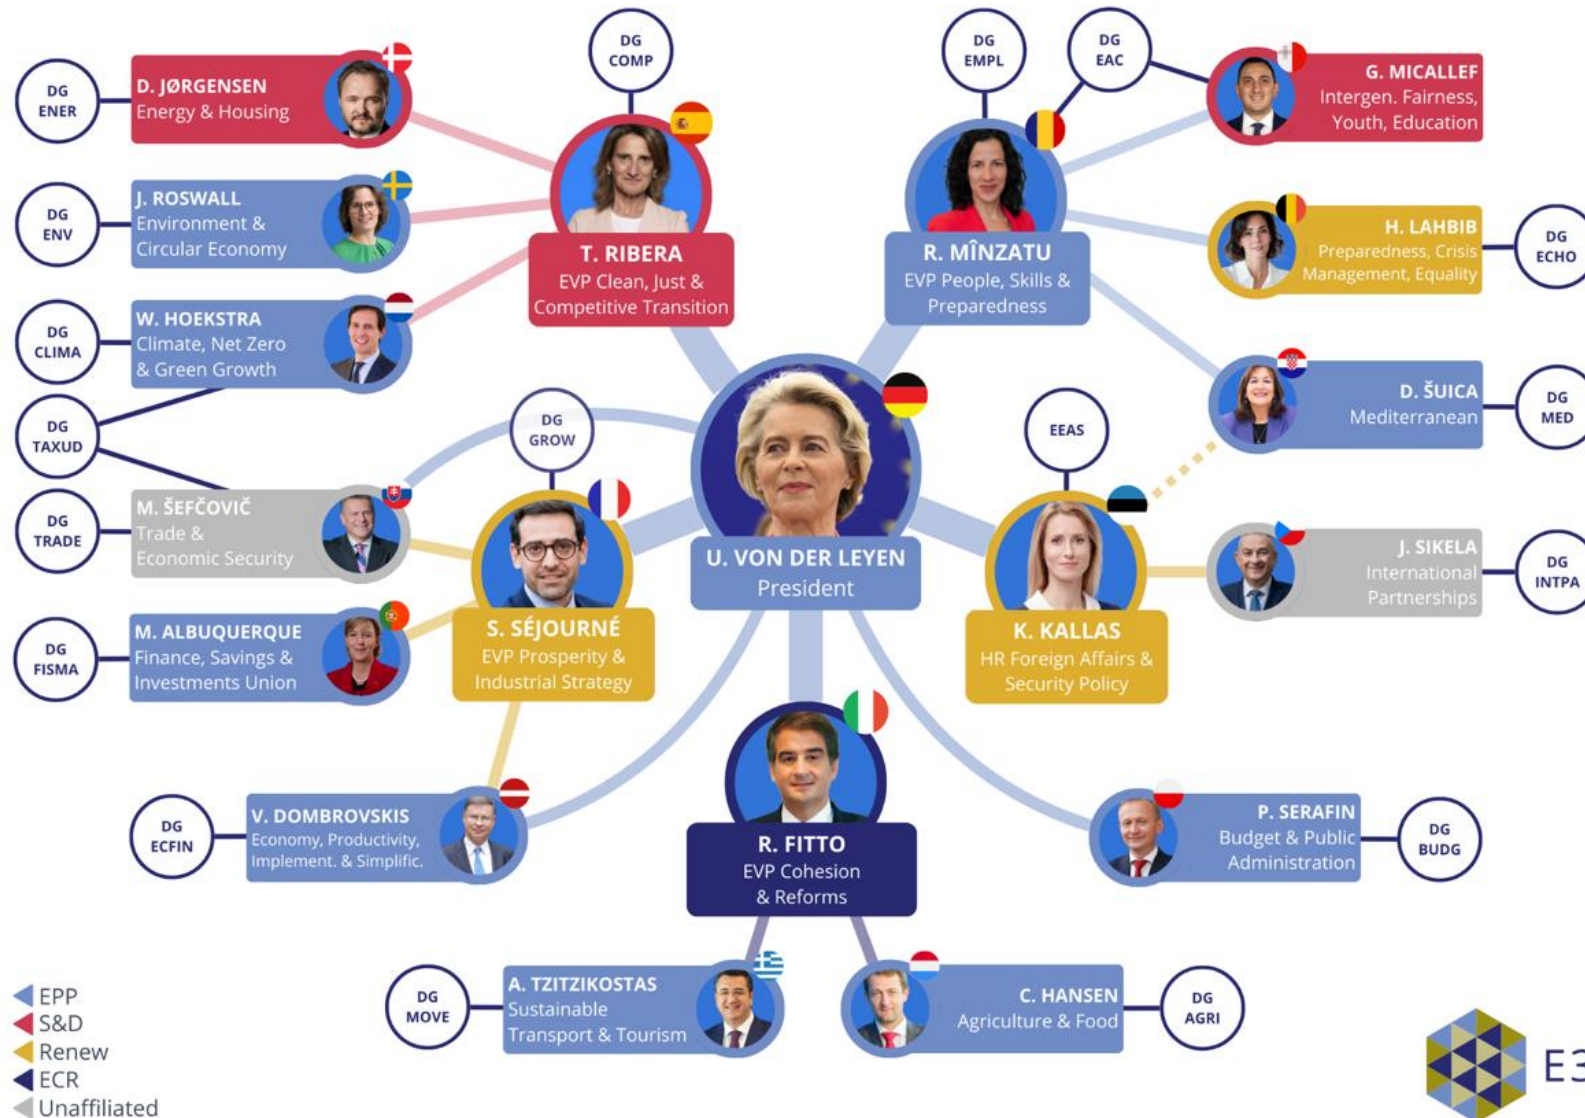 DG
COMP
DG
EMPL
DG
EAC
DG
ENER
D. JØRGENSEN
Energy & Housing
G. MICALLEF
Intergen. Fairness,
Youth, Education
DG
ENV
J. ROSWALL
Environment &
Circular Economy
T. RIBERA
EVP Clean, Just &
Competitive Transition
R. MÎNZATU
EVP People, Skills &
Preparedness
H. LAHBIB
Preparedness, Crisis
Management, Equality
DG
ECHO
DG
CLIMA
W. HOEKSTRA
Climate, Net Zero
& Green Growth
DG
TAXUD
DG
GROW
EEAS
D. ŠUICA
Mediterranean
DG
MED
DG
TRADE
M. ŠEFČOVIČ
Trade &
Economic Security
U. VON DER LEYEN
President
J. SIKELA
International
Partnerships
DG
INTPA
DG
FISMA
M. ALBUQUERQUE
Finance, Savings &
Investments Union
S. SÉJOURNÉ
EVP Prosperity &
Industrial Strategy
K. KALLAS
HR Foreign Affairs &
Security Policy
DG
ECFIN
V. DOMBROVSKIS
Economy, Productivity,
Implement. & Simplific.
R. FITTO
EVP Cohesion
& Reforms
P. SERAFIN
Budget & Public
Administration
DG
BUDG
DG
MOVE
A. TZITZIKOSTAS
Sustainable
Transport & Tourism
C. HANSEN
Agriculture & Food
DG
AGRI
EPP
S&D
Renew
ECR
Unaffiliated
E3